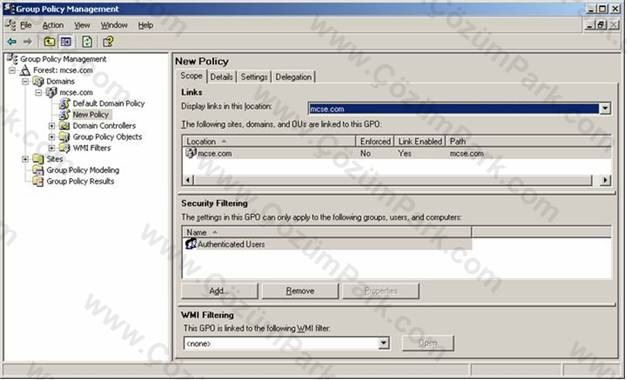 Group Policy Management
File Action View Window Help
Group Policy Management
Forest: mcse.com
Domains
mcse.com
Default Domain Policy
New Policy
Domain Controllers
Group Policy Objects
WMI Filters
Sites
Group Policy Modeling
Group Policy Results
New Policy
Scope Details Settings Delegation
Links
Display links in this location: mcse.com
The following sites, domains, and OUs are linked to this GPO:
Location Enforced Link Enabled Path
mcse.com No Yes mcse.com
Security Filtering
The settings in this GPO can only apply to the following groups, users, and computers:
Name
Authenticated Users
Add... Remove Properties
WMI Filtering
This GPO is linked to the following WMI filter:
<none> Open
www.ÇözümPark.com